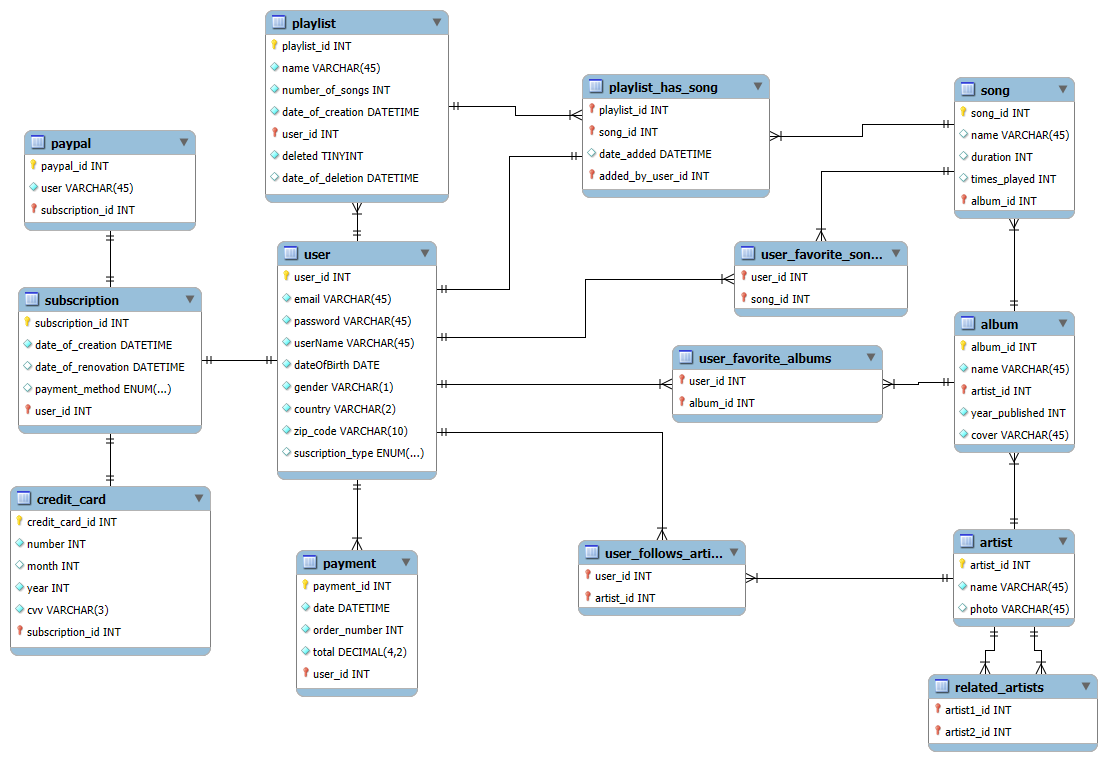 playlist
playlist_id INT
name VARCHAR(45)
number_of_songs INT
date_of_creation DATETIME
user_id INT
deleted TINYINT
date_of_deletion DATETIME
playlist_has_song
playlist_id INT
song_id INT
date_added DATETIME
added_by_user_id INT
song
song_id INT
name VARCHAR(45)
duration INT
times_played INT
album_id INT
paypal
paypal_id INT
user VARCHAR(45)
subscription_id INT
user
user_id INT
email VARCHAR(45)
password VARCHAR(45)
userName VARCHAR(45)
dateOfBirth DATE
gender VARCHAR(1)
country VARCHAR(2)
zip_code VARCHAR(10)
suscription_type ENUM(...)
user_favorite_son...
user_id INT
song_id INT
subscription
subscription_id INT
date_of_creation DATETIME
date_of_renovation DATETIME
payment_method ENUM(...)
user_id INT
album
album_id INT
name VARCHAR(45)
artist_id INT
year_published INT
cover VARCHAR(45)
user_favorite_albums
user_id INT
album_id INT
credit_card
credit_card_id INT
number INT
month INT
year INT
cvv VARCHAR(3)
subscription_id INT
payment
payment_id INT
date DATETIME
order_number INT
total DECIMAL(4,2)
user_id INT
user_follows_arti...
user_id INT
artist_id INT
artist
artist_id INT
name VARCHAR(45)
photo VARCHAR(45)
related_artists
artist1_id INT
artist2_id INT